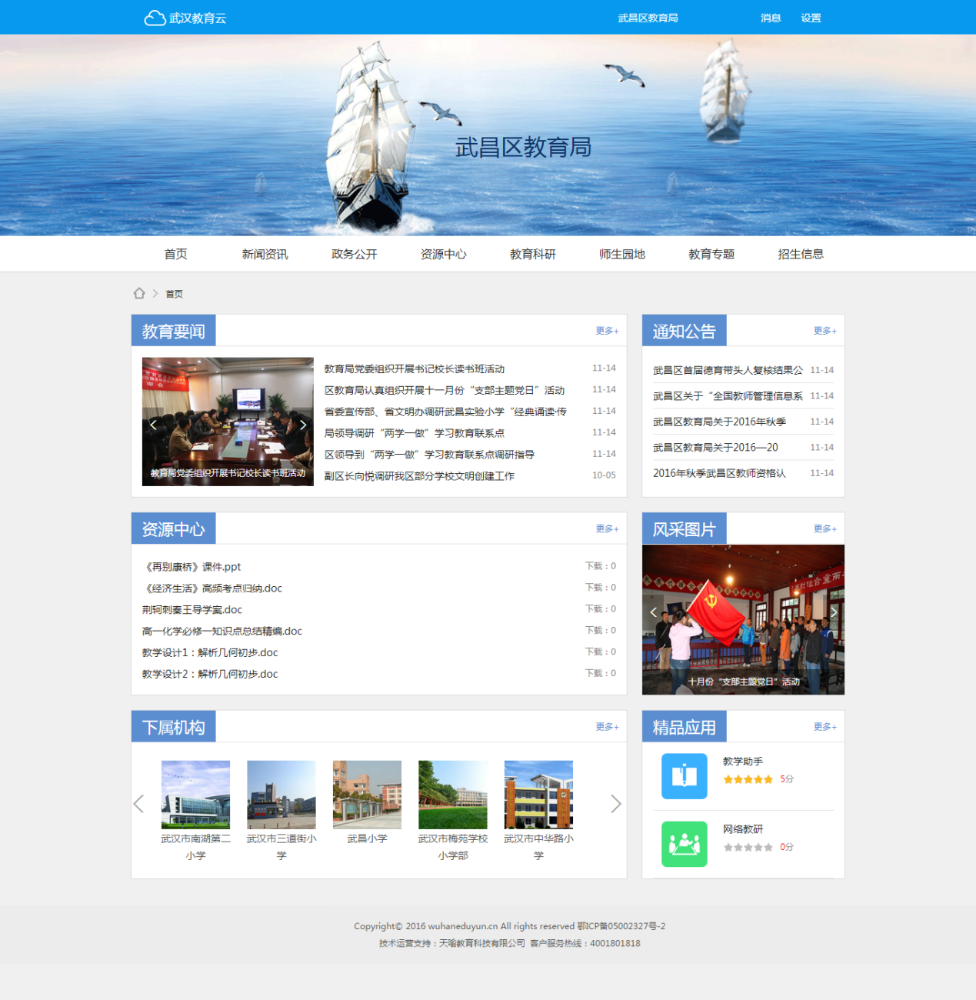 武汉教育云
武昌区教育局 消息 设置
武昌区教育局
首页 新闻资讯 政务公开 资源中心 教育科研 师生园地 教育专题 招生信息
首页
教育要闻 更多+
教育局党委组织开展书记校长读书班活动
教育局党委组织开展书记校长读书班活动 11-14
区教育局认真组织开展十一月份“支部主题党日”活动 11-14
省委宣传部、省文明办调研武昌实验小学“经典诵读·传 11-14
局领导调研“两学一做”学习教育联系点 11-14
区领导到“两学一做”学习教育联系点调研指导 11-14
副区长向悦调研我区部分学校文明创建工作 10-05
通知公告 更多+
武昌区首届德育带头人复核结果公 11-14
武昌区关于“全国教师管理信息系 11-14
武昌区教育局关于2016年秋季 11-14
武昌区教育局关于2016—20 11-14
2016年秋季武昌区教师资格认 11-14
资源中心 更多+
《再别康桥》课件.ppt 下载：0
《经济生活》高频考点归纳.doc 下载：0
荆轲刺秦王导学案.doc 下载：0
高一化学必修一知识点总结精编.doc 下载：0
教学设计1：解析几何初步.doc 下载：0
教学设计2：解析几何初步.doc 下载：0
风采图片 更多+
十月份“支部主题党日”活动
下属机构 更多+
武汉市南湖第二
小学
武汉市三道街小
学
武昌小学
武汉市梅苑学校
小学部
武汉市中华路小
学
精品应用 更多+
教学助手
5分
网络教研
0分
Copyright© 2016 wuhaneduyun.cn All rights reserved 鄂ICP备05002327号-2
技术运营支持：天喻教育科技有限公司 客户服务热线：4001801818